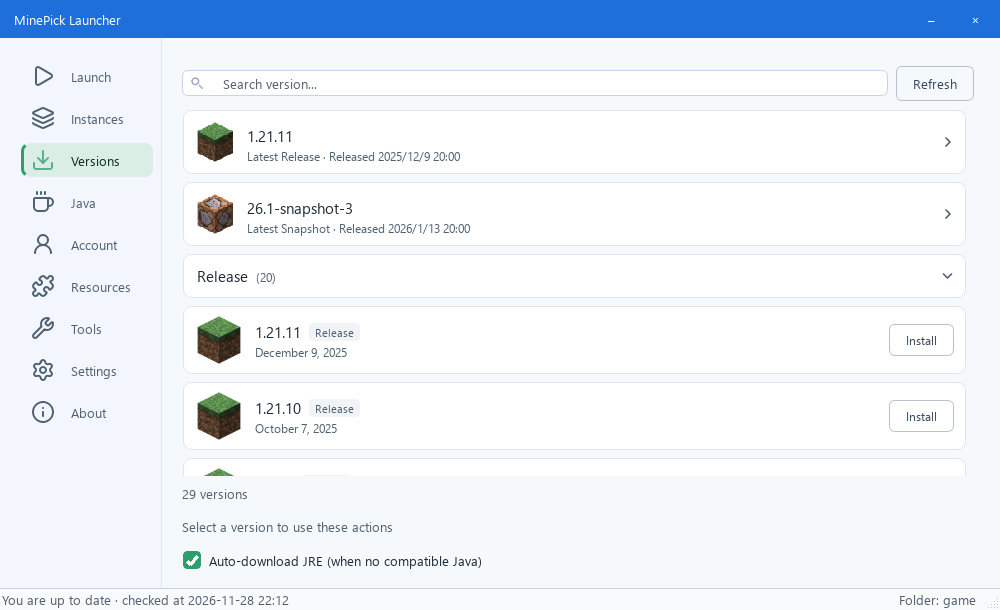 MinePick Launcher
Launch
Instances
Versions
Java
Account
Resources
Tools
Settings
About
Search version...
Refresh
1.21.11
Latest Release · Released 2025/12/9 20:00
26.1-snapshot-3
Latest Snapshot · Released 2026/1/13 20:00
Release (20)
1.21.11 Release
December 9, 2025
Install
1.21.10 Release
October 7, 2025
Install
29 versions
Select a version to use these actions
Auto-download JRE (when no compatible Java)
You are up to date · checked at 2026-11-28 22:12
Folder: game